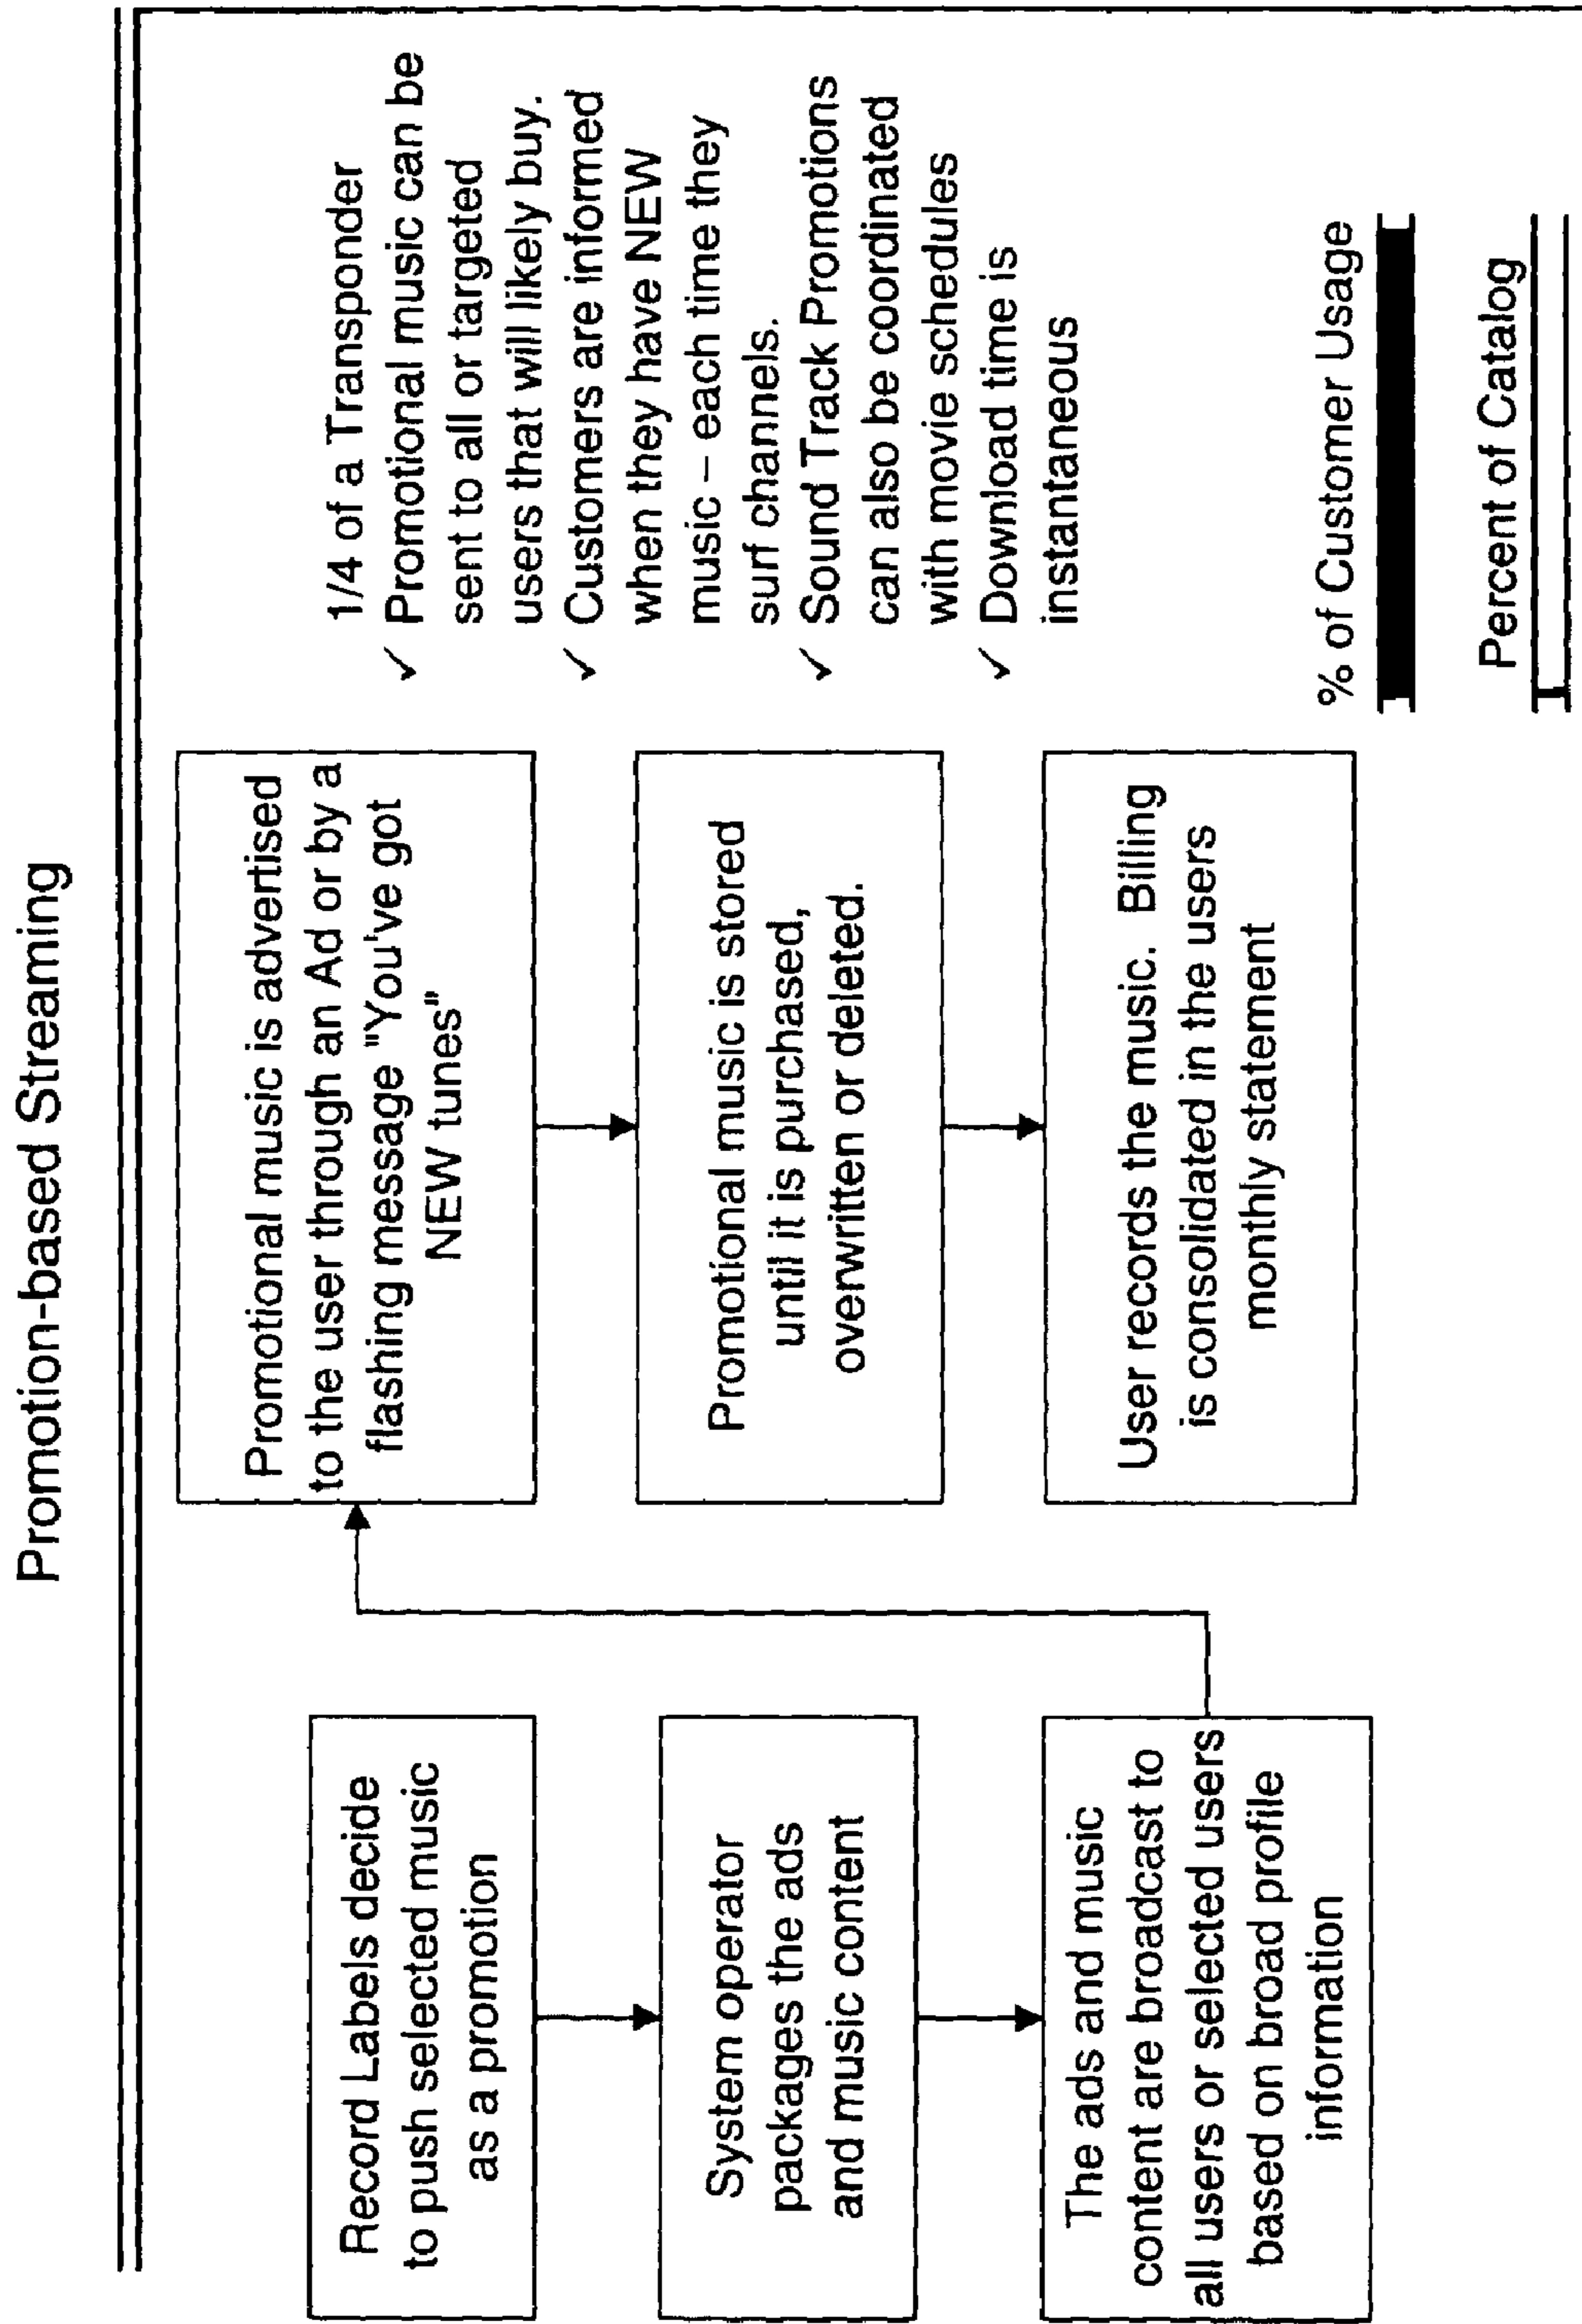 Promotion-based Streaming
Record Labels decide
to push selected music
as a promotion
System operator
packages the ads
and music content
The ads and music
content are broadcast to
all users or selected users
based on broad profile
information
Promotional music is advertised
to the user through an Ad or by a
flashing message "You've got
NEW tunes"
Promotional music is stored
until it is purchased,
overwritten or deleted.
User records the music. Billing
is consolidated in the users
monthly statement
1/4 of a Transponder
✓ Promotional music can be
sent to all or targeted
users that will likely buy.
✓ Customers are informed
when they have NEW
music – each time they
surf channels.
✓ Sound Track Promotions
can also be coordinated
with movie schedules
✓ Download time is
instantaneous
% of Customer Usage
Percent of Catalog